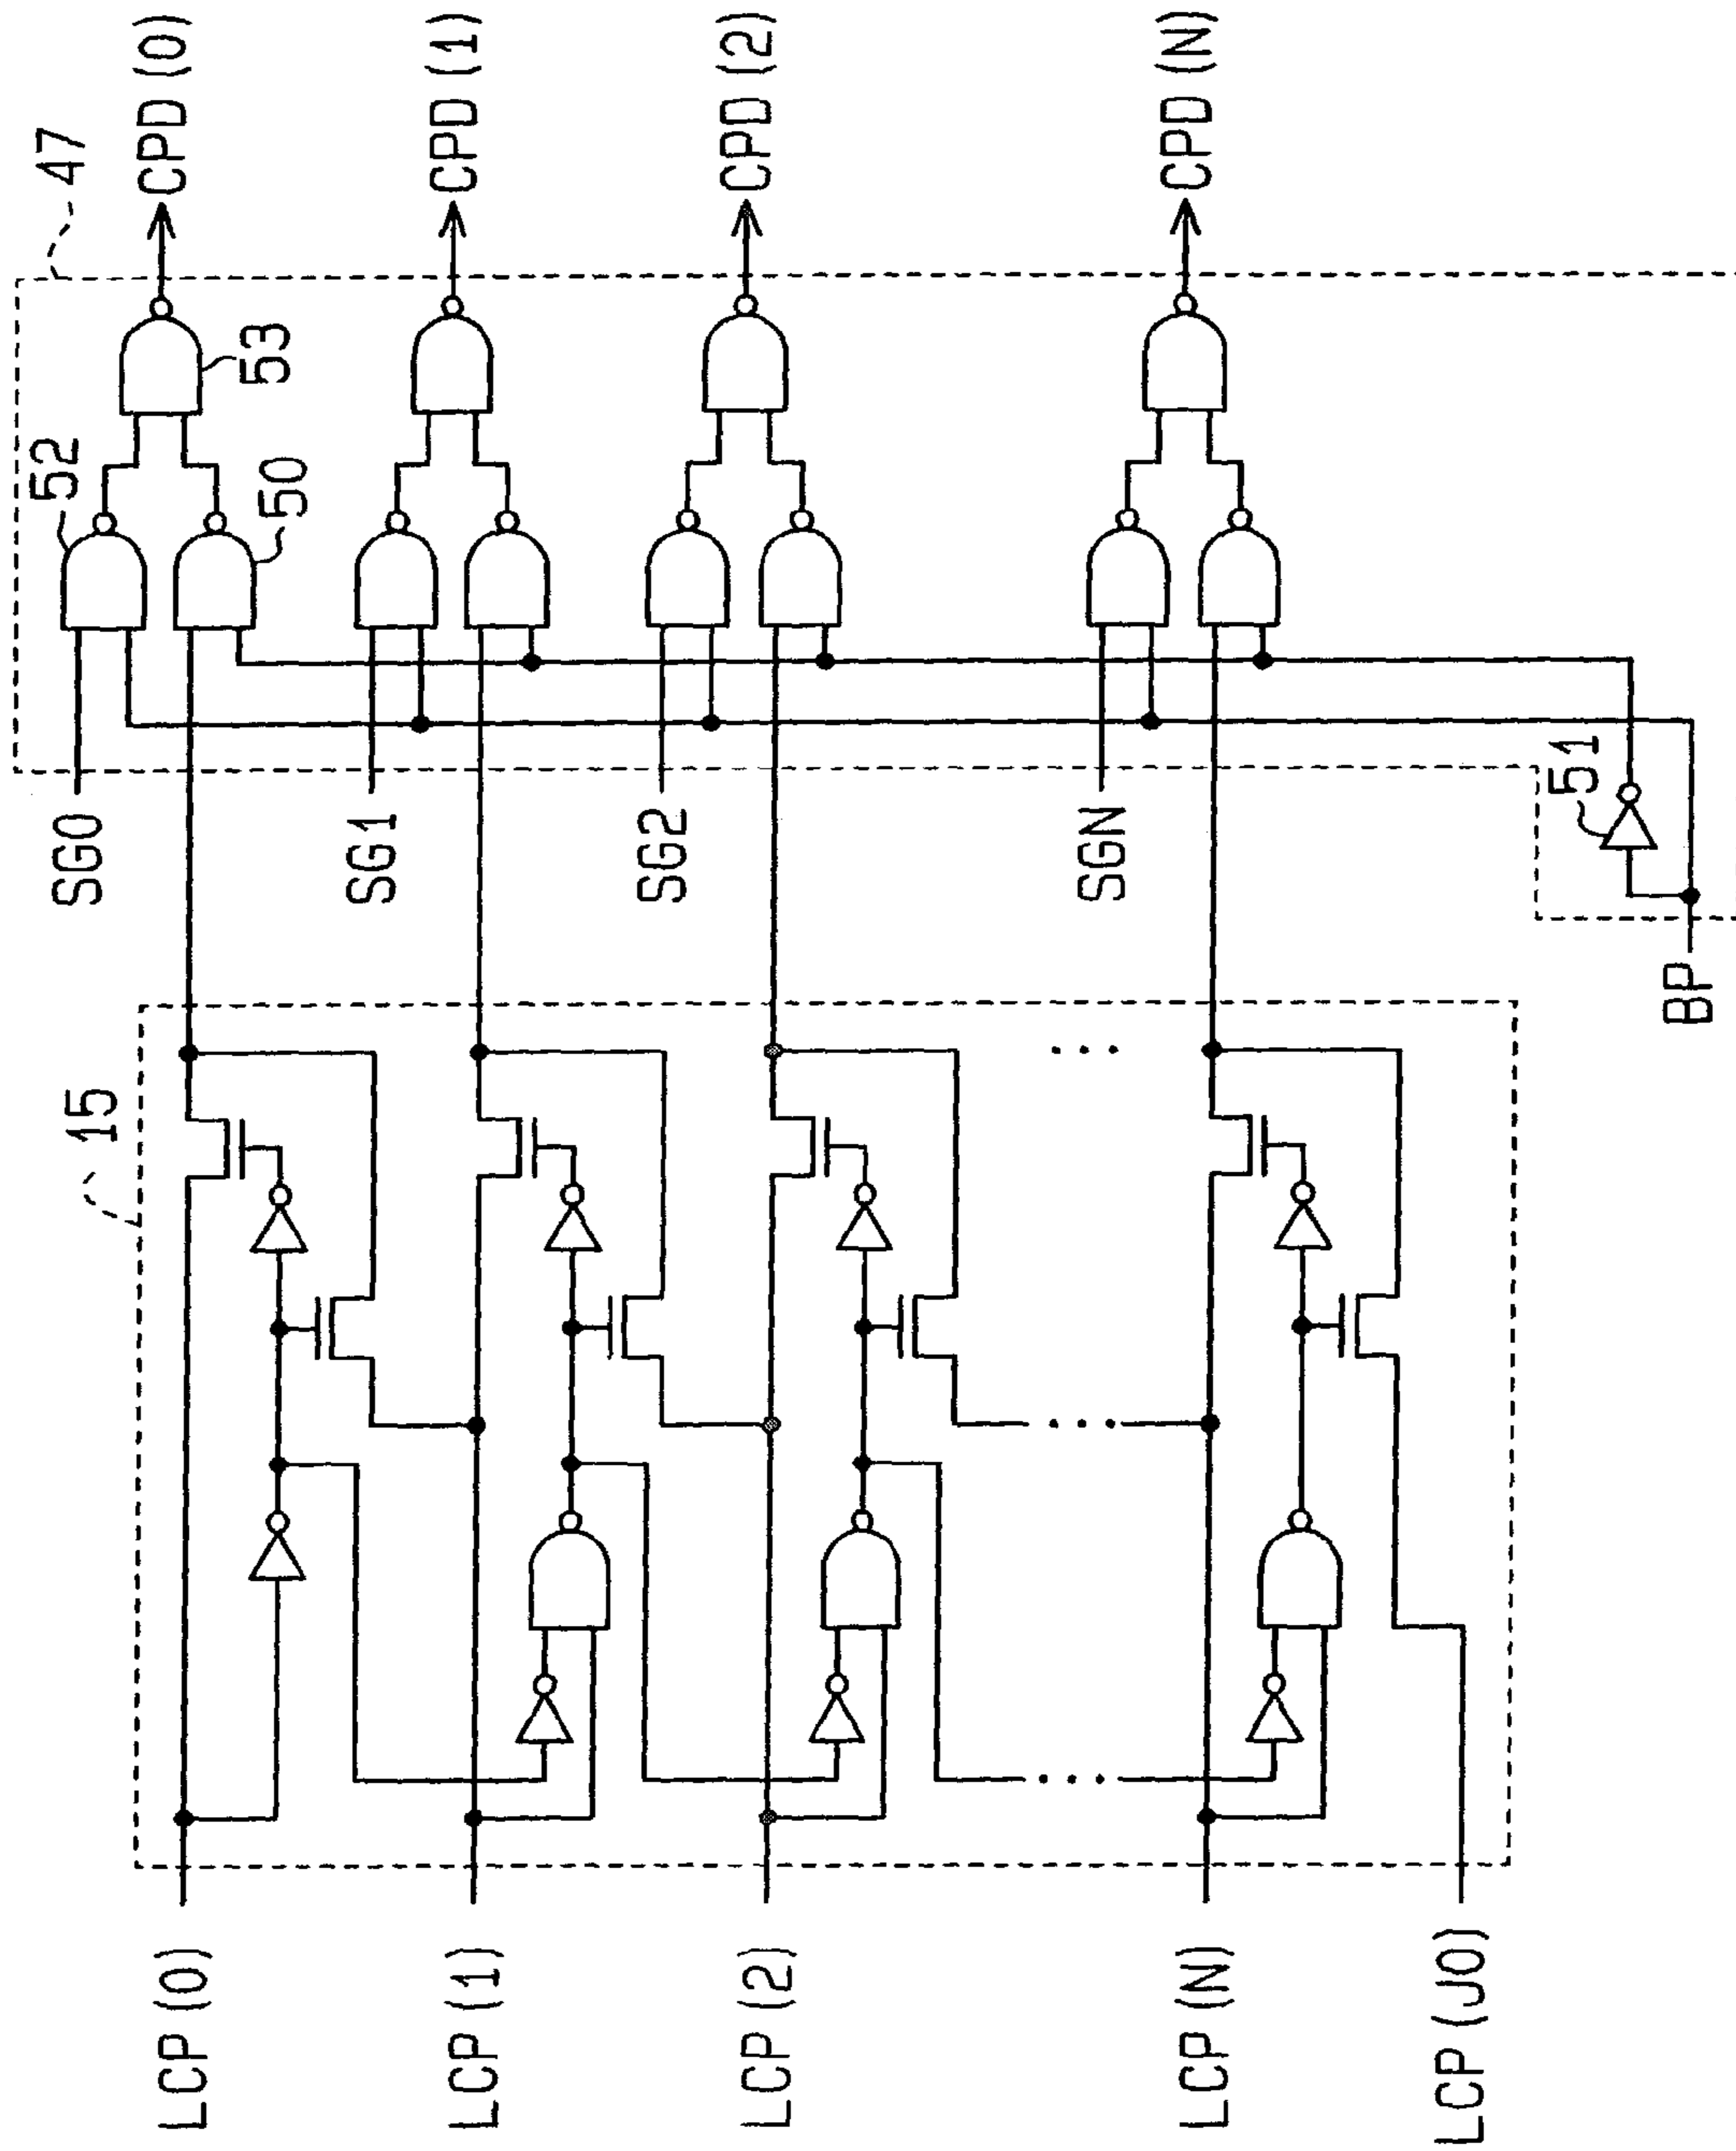 47
CPD (0)
CPD (1)
CPD (2)
CPD (N)
52
53
50
SG0
SG1
SG2
SGN
51
BP
15
LCP (0)
LCP (1)
LCP (2)
LCP (N)
LCP (J0)